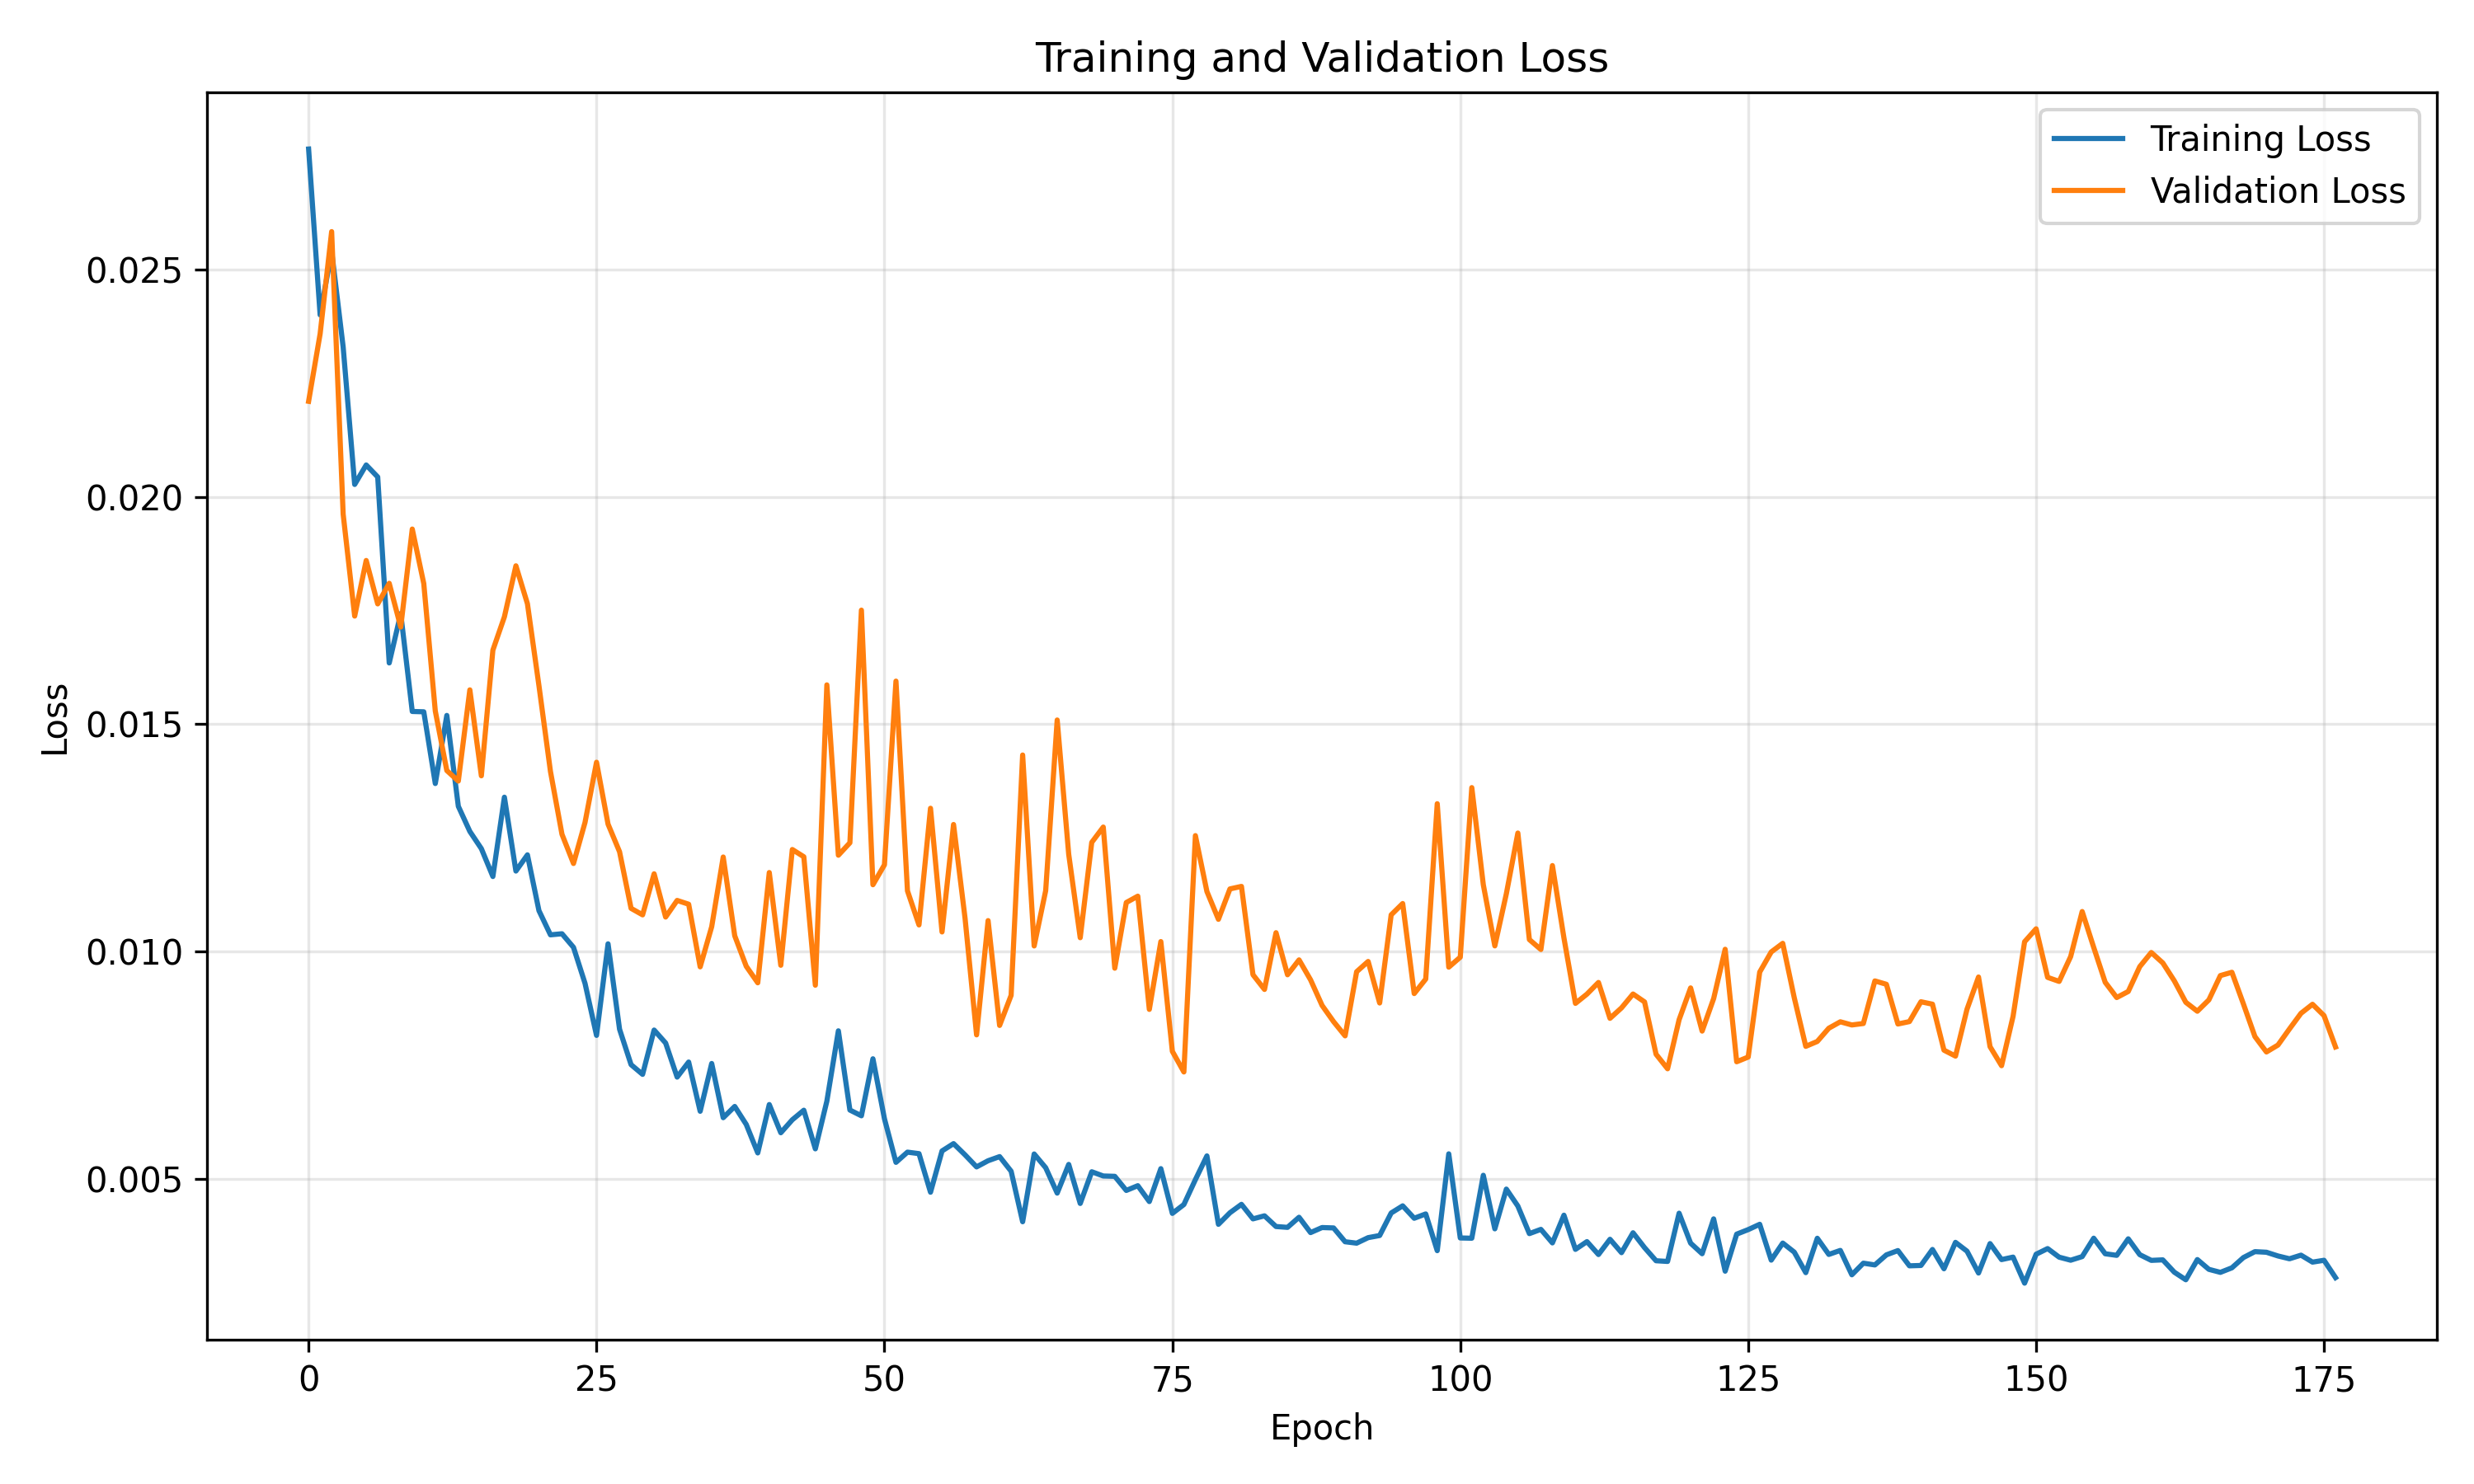 Training and Validation Loss
Training Loss
Validation Loss
0.025
0.020
0.015
0.010
0.005
Loss
0 25 50 75 100 125 150 175
Epoch